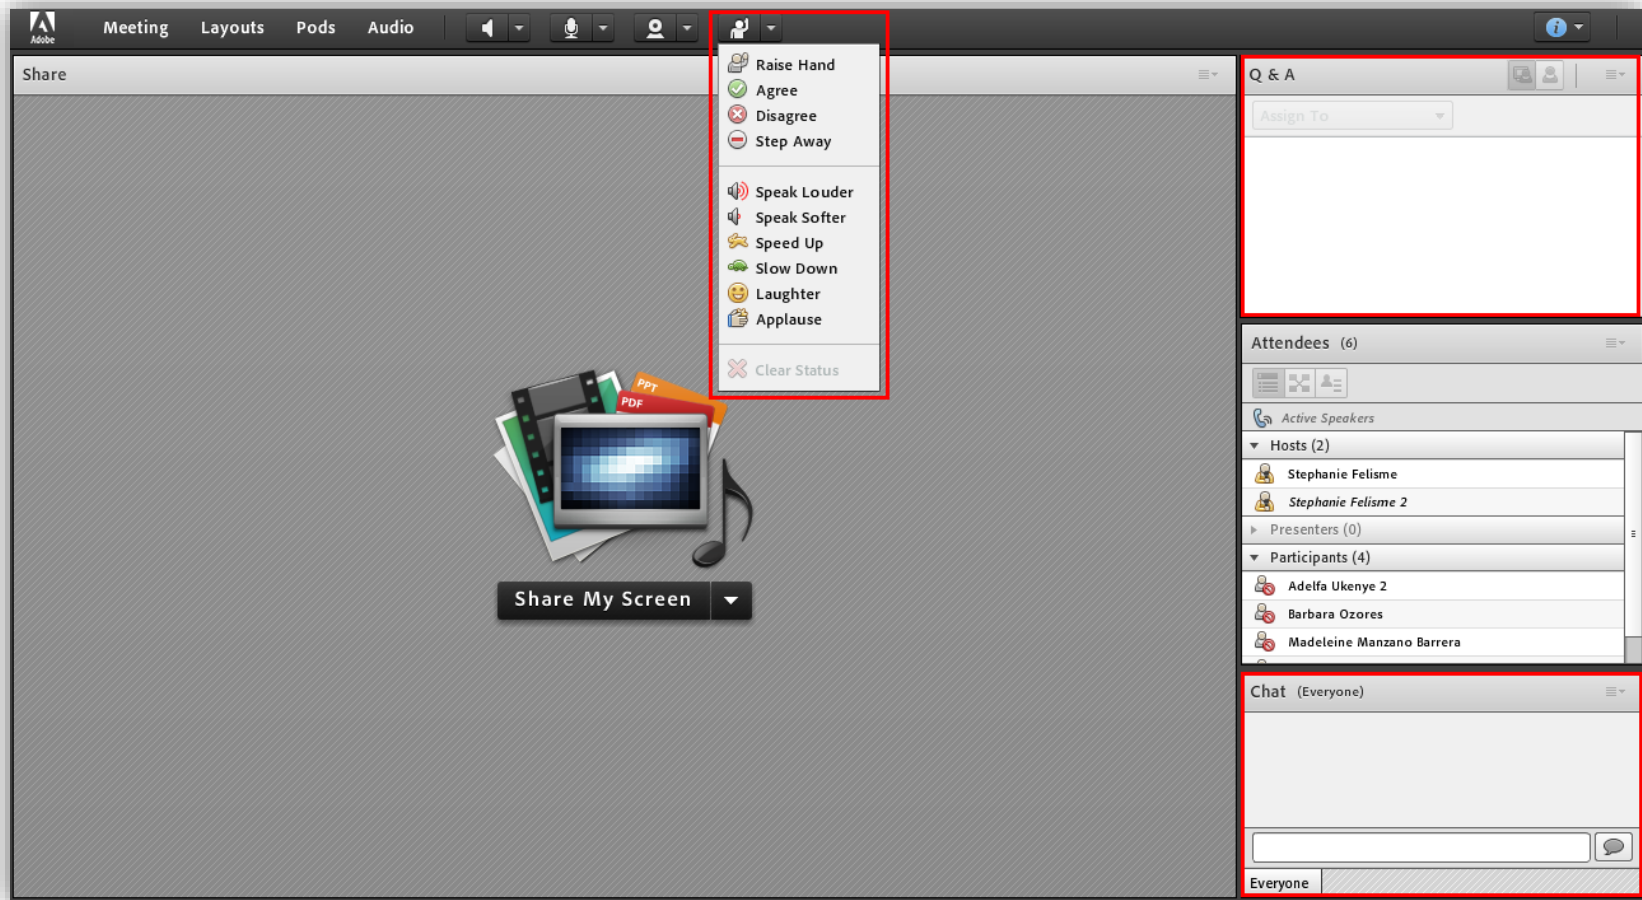 Adobe
Meeting Layouts Pods Audio
Share
Raise Hand
Agree
Disagree
Step Away
Speak Louder
Speak Softer
Speed Up
Slow Down
Laughter
Applause
Clear Status
PPT
PDF
Share My Screen
Q & A
Assign To
Attendees (6)
Active Speakers
Hosts (2)
Stephanie Felisme
Stephanie Felisme 2
Presenters (0)
Participants (4)
Adelfa Ukenye 2
Barbara Ozores
Madeleine Manzano Barrera
Chat (Everyone)
Everyone